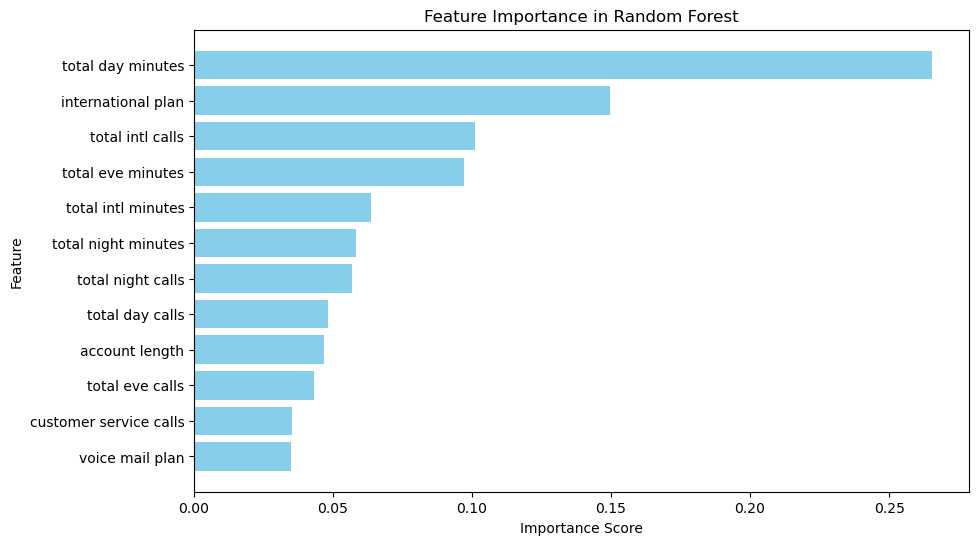 Feature Importance in Random Forest
Feature
total day minutes
international plan
total intl calls
total eve minutes
total intl minutes
total night minutes
total night calls
total day calls
account length
total eve calls
customer service calls
voice mail plan
0.00 0.05 0.10 0.15 0.20 0.25
Importance Score